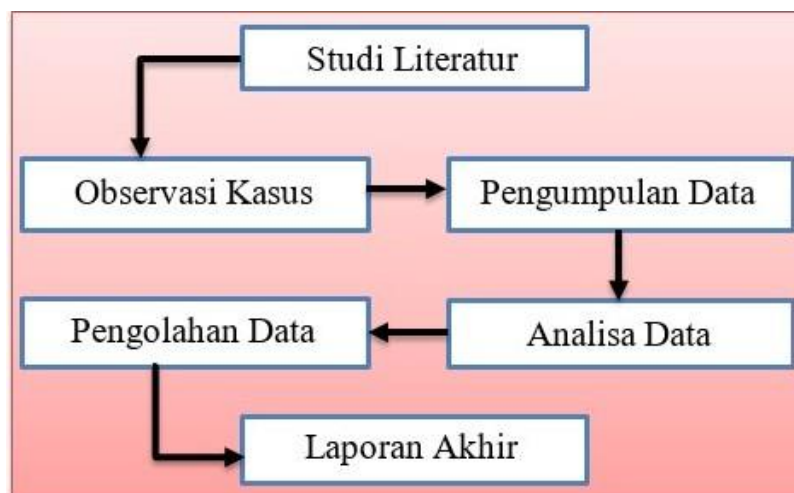 Studi Literatur
Observasi Kasus
Pengumpulan Data
Analisa Data
Pengolahan Data
Laporan Akhir